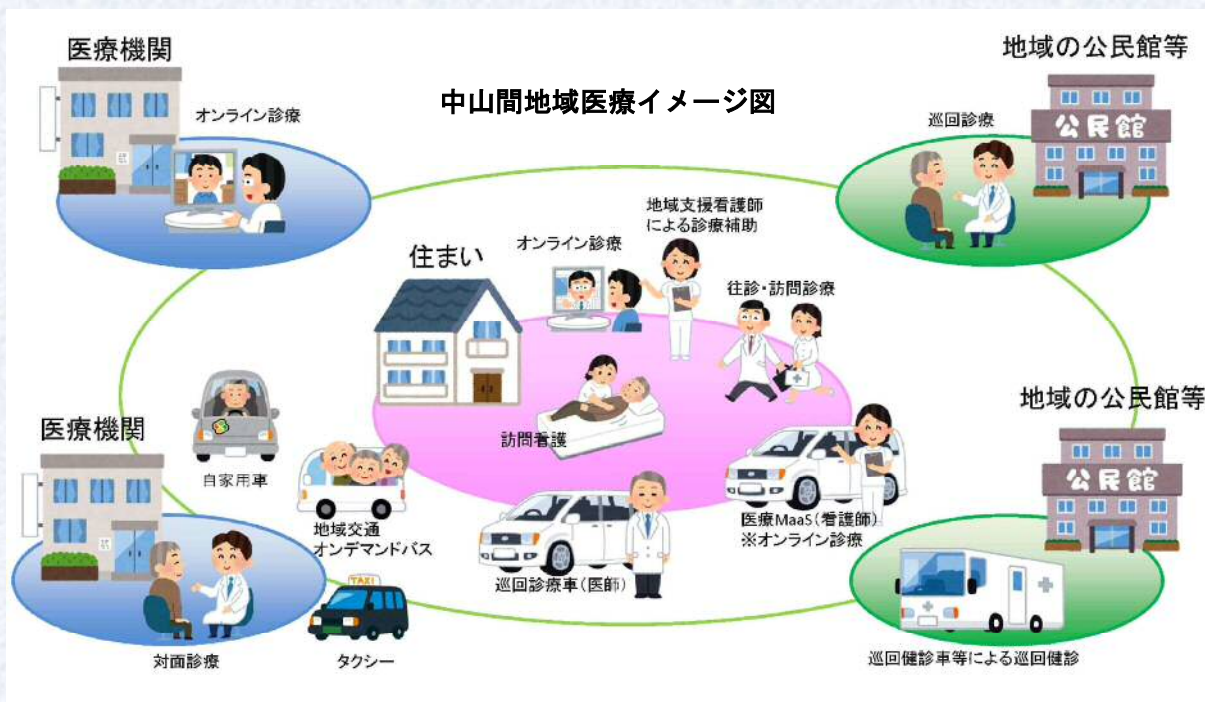 中山間地域医療イメージ図
医療機関
オンライン診療
地域の公民館等
巡回診療
公民館
住まい
オンライン診療
地域支援看護師
による診療補助
往診・訪問診療
訪問看護
巡回診療車(医師)
医療MaaS(看護師)
※オンライン診療
自家用車
地域交通
オンデマンドバス
TAXI
タクシー
医療機関
対面診療
地域の公民館等
公民館
巡回健診車等による巡回健診